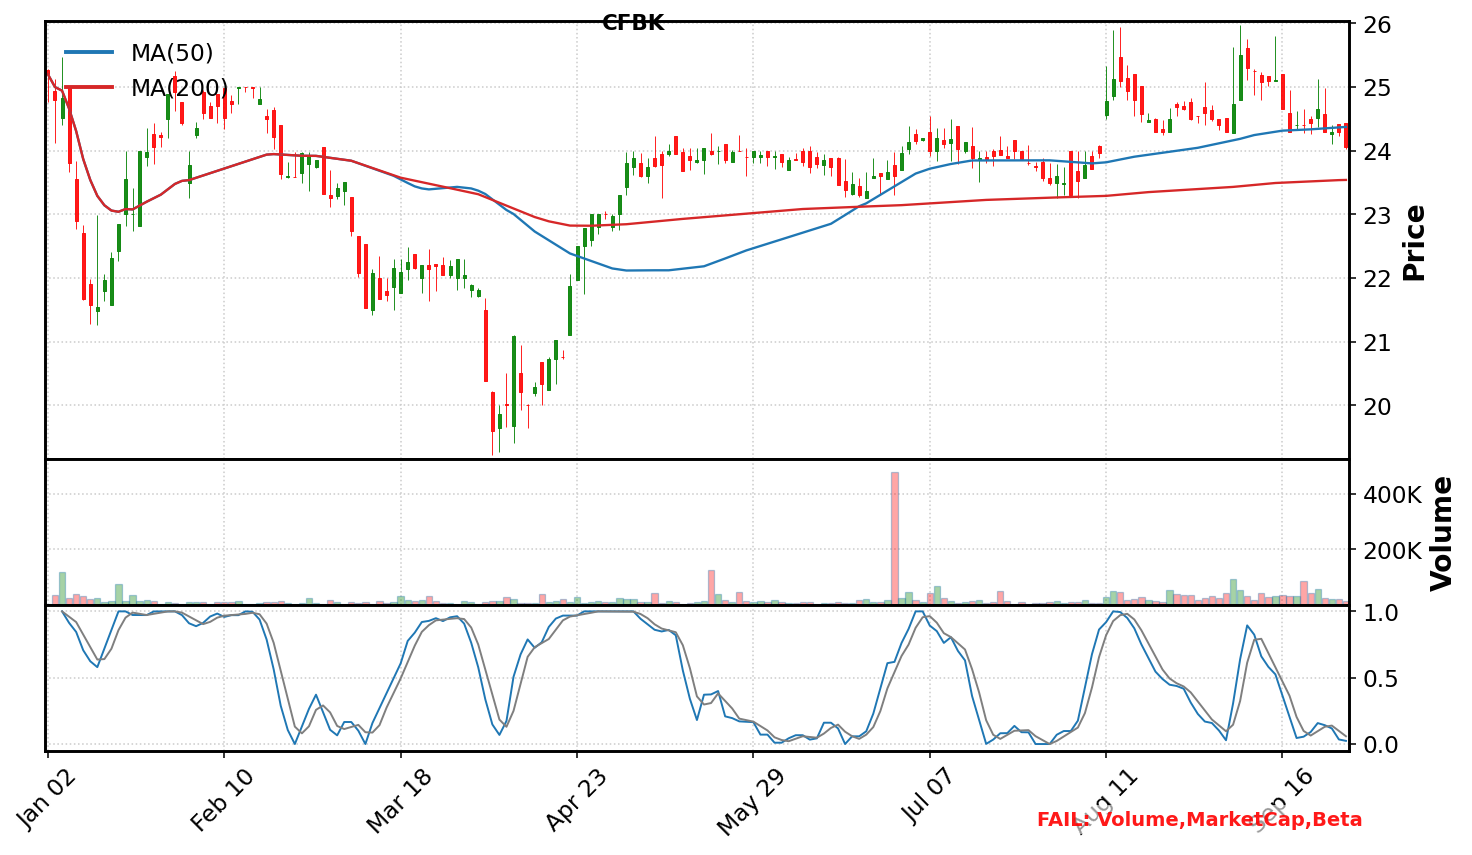 CFBK
MA(50)
MA(200)
26
25
24
23
22
21
20
Price
400K
200K
Volume
1.0
0.5
0.0
Jan 02
Feb 10
Mar 18
Apr 23
May 29
Jul 07
Aug 11
Sep 16
FAIL: Volume,MarketCap,Beta